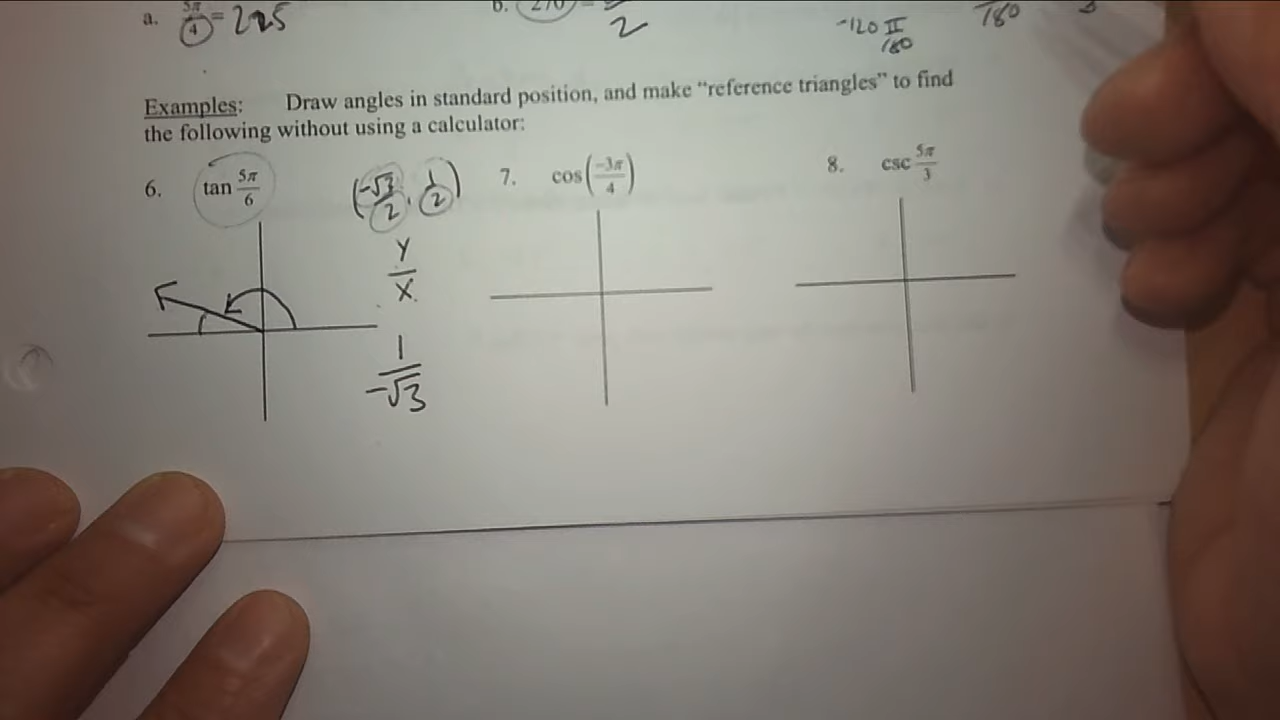 a. 5π/4 = 225
-120 π/180
180
Examples: Draw angles in standard position, and make “reference triangles” to find
the following without using a calculator:
6. tan 5π/6 (-√3/2, 1/2) 7. cos(-3π/4) 8. csc 5π/3
Y/X
1/-√3